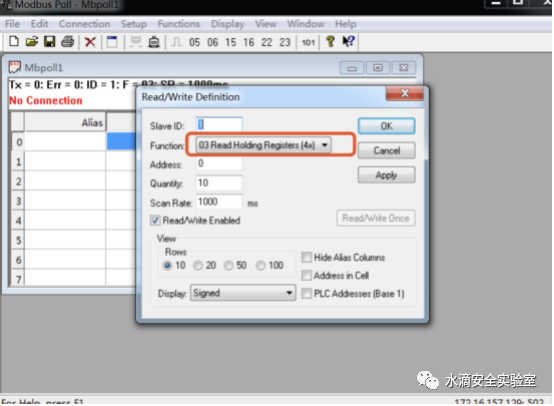 Modbus Poll - Mbpoll1
File Edit Connection Setup Functions Display View Window Help
05 06 15 16 22 23 101
Mbpoll1
Tx = 0: Err = 0: ID = 1: F = 03: SR = 1000ms
No Connection
Alias
0
1
2
3
4
5
6
7
Read/Write Definition
Slave ID: 1
OK
Function: 03 Read Holding Registers (4x)
Cancel
Address: 0
Quantity: 10
Apply
Scan Rate: 1000 ms
Read/Write Enabled
Read/Write Once
View
Rows
10 20 50 100
Hide Alias Columns
Address in Cell
Display: Signed
PLC Addresses (Base 1)
水滴安全实验室
For Help, press F1.
172.16.157.129: 502